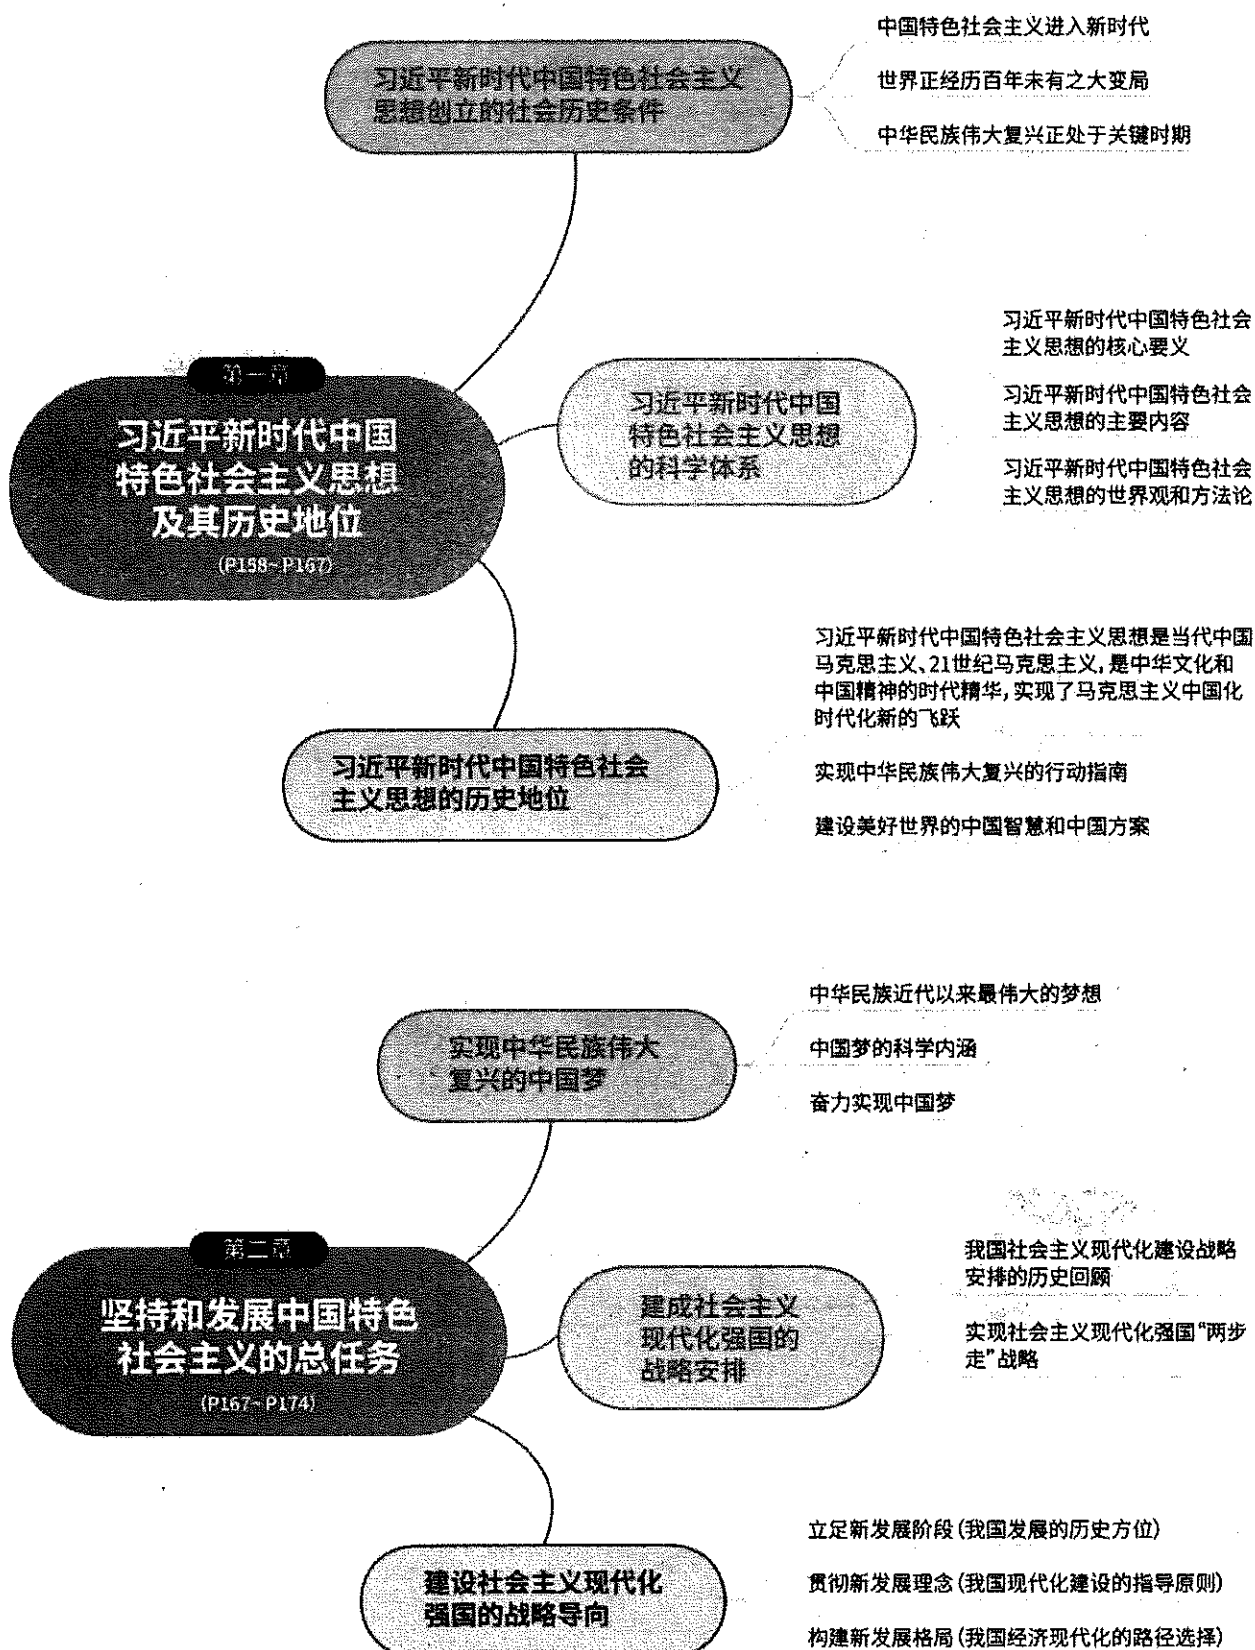 习近平新时代中国特色社会主义
思想创立的社会历史条件
中国特色社会主义进入新时代
世界正经历百年未有之大变局
中华民族伟大复兴正处于关键时期
第一章
习近平新时代中国
特色社会主义思想
及其历史地位
(P158~P167)
习近平新时代中国
特色社会主义思想
的科学体系
习近平新时代中国特色社会
主义思想的核心要义
习近平新时代中国特色社会
主义思想的主要内容
习近平新时代中国特色社会
主义思想的世界观和方法论
习近平新时代中国特色社会
主义思想的历史地位
习近平新时代中国特色社会主义思想是当代中国
马克思主义、21世纪马克思主义,是中华文化和
中国精神的时代精华,实现了马克思主义中国化
时代化新的飞跃
实现中华民族伟大复兴的行动指南
建设美好世界的中国智慧和中国方案
实现中华民族伟大
复兴的中国梦
中华民族近代以来最伟大的梦想
中国梦的科学内涵
奋力实现中国梦
第二章
坚持和发展中国特色
社会主义的总任务
(P167~P174)
建成社会主义
现代化强国的
战略安排
我国社会主义现代化建设战略
安排的历史回顾
实现社会主义现代化强国“两步
走”战略
建设社会主义现代化
强国的战略导向
立足新发展阶段(我国发展的历史方位)
贯彻新发展理念(我国现代化建设的指导原则)
构建新发展格局(我国经济现代化的路径选择)